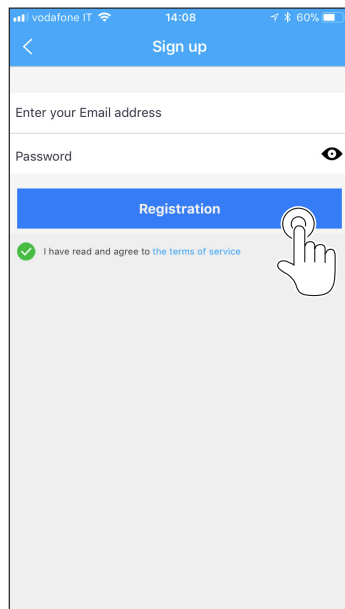 vodafone IT 14:08 60%
Sign up
Enter your Email address
Password
Registration
I have read and agree to the terms of service